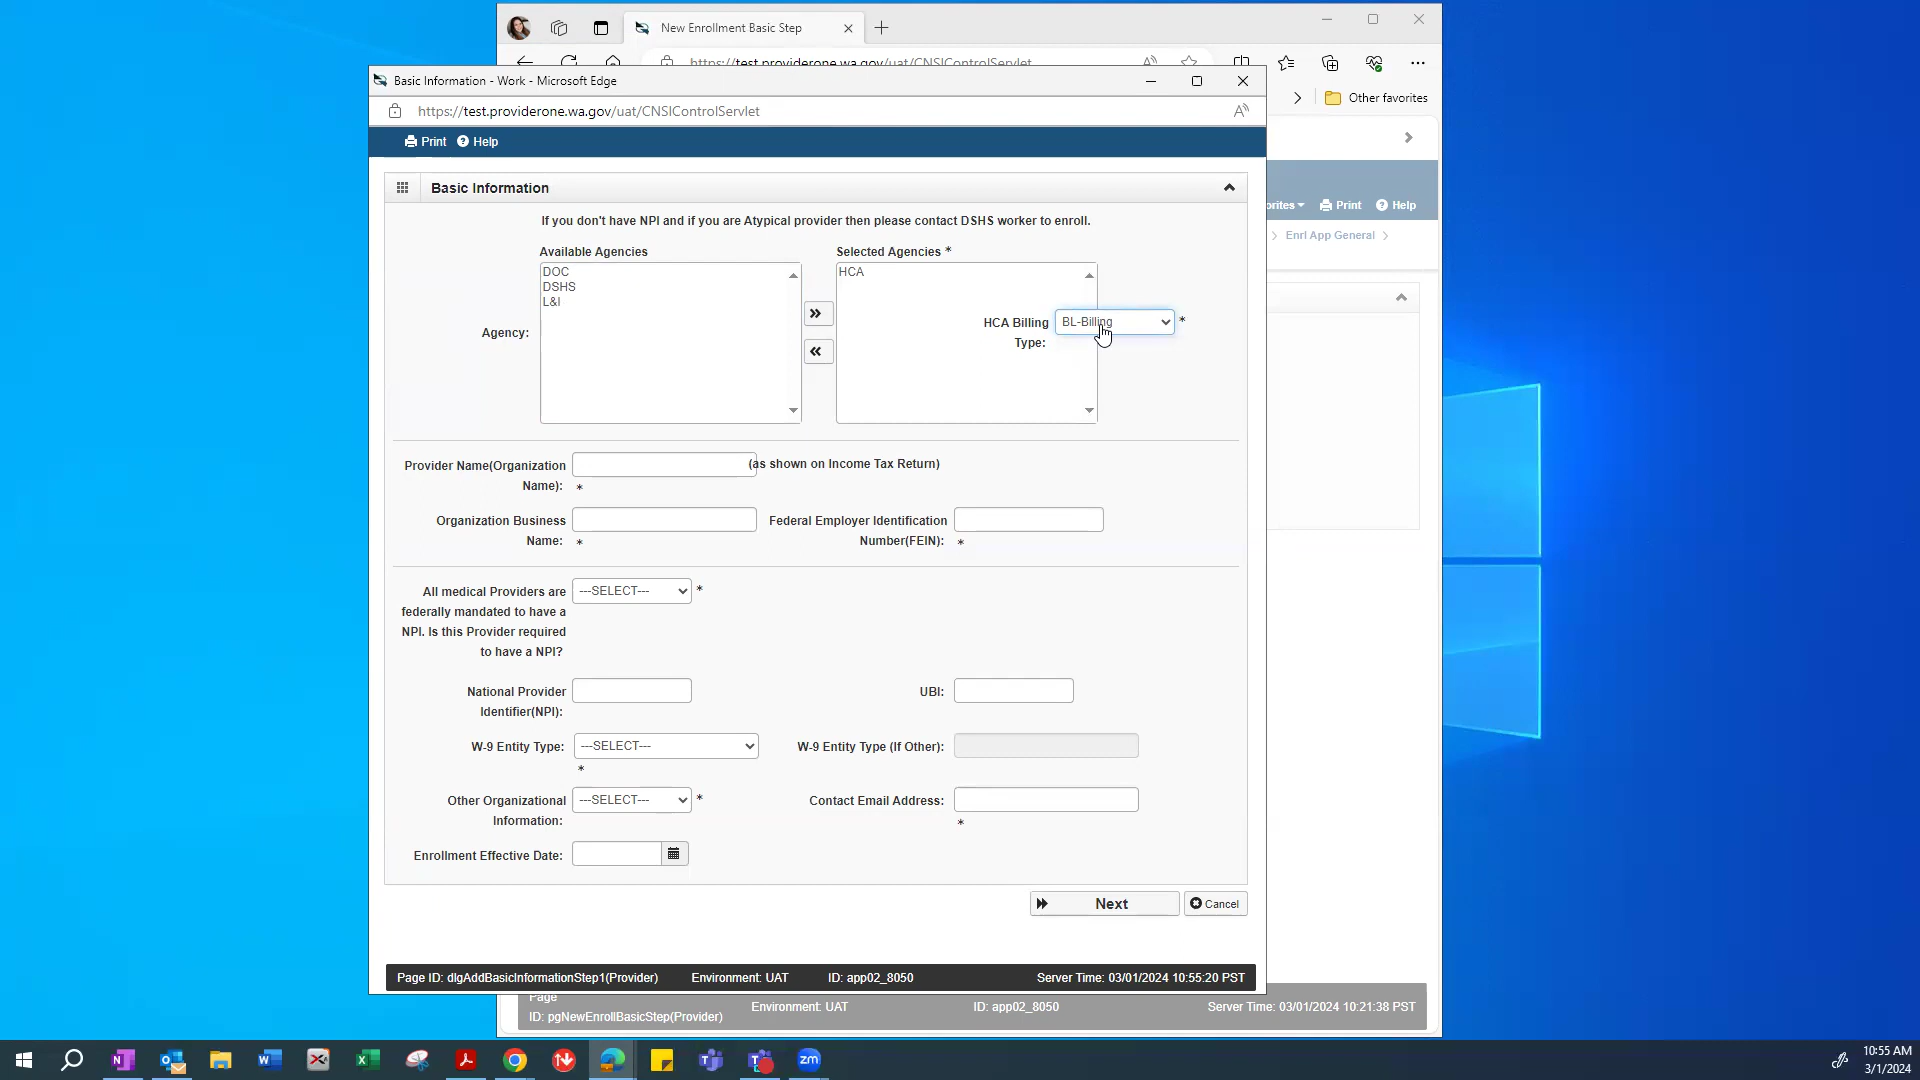 New Enrollment Basic Step
https://test.providerone.wa.gov/uat/CNSIControlServlet
Basic Information - Work - Microsoft Edge
Other favorites
https://test.providerone.wa.gov/uat/CNSIControlServlet
Print Help
Basic Information
If you don't have NPI and if you are Atypical provider then please contact DSHS worker to enroll.
orites Print Help
Enrl App General
Available Agencies
Selected Agencies *
DOC
DSHS
L&I
HCA
Agency:
HCA Billing
Type:
BL-Billing *
Provider Name(Organization
Name): *
(as shown on Income Tax Return)
Organization Business
Name: *
Federal Employer Identification
Number(FEIN): *
All medical Providers are
federally mandated to have a
NPI. Is this Provider required
to have a NPI?
---SELECT--- *
National Provider
Identifier(NPI):
UBI:
W-9 Entity Type: ---SELECT---
*
W-9 Entity Type (If Other):
Other Organizational
Information:
---SELECT--- *
Contact Email Address:
*
Enrollment Effective Date:
Next Cancel
Page ID: dlgAddBasicInformationStep1(Provider) Environment: UAT ID: app02_8050 Server Time: 03/01/2024 10:55:20 PST
Page
ID: pgNewEnrollBasicStep(Provider)
Environment: UAT ID: app02_8050 Server Time: 03/01/2024 10:21:38 PST
10:55 AM
3/1/2024